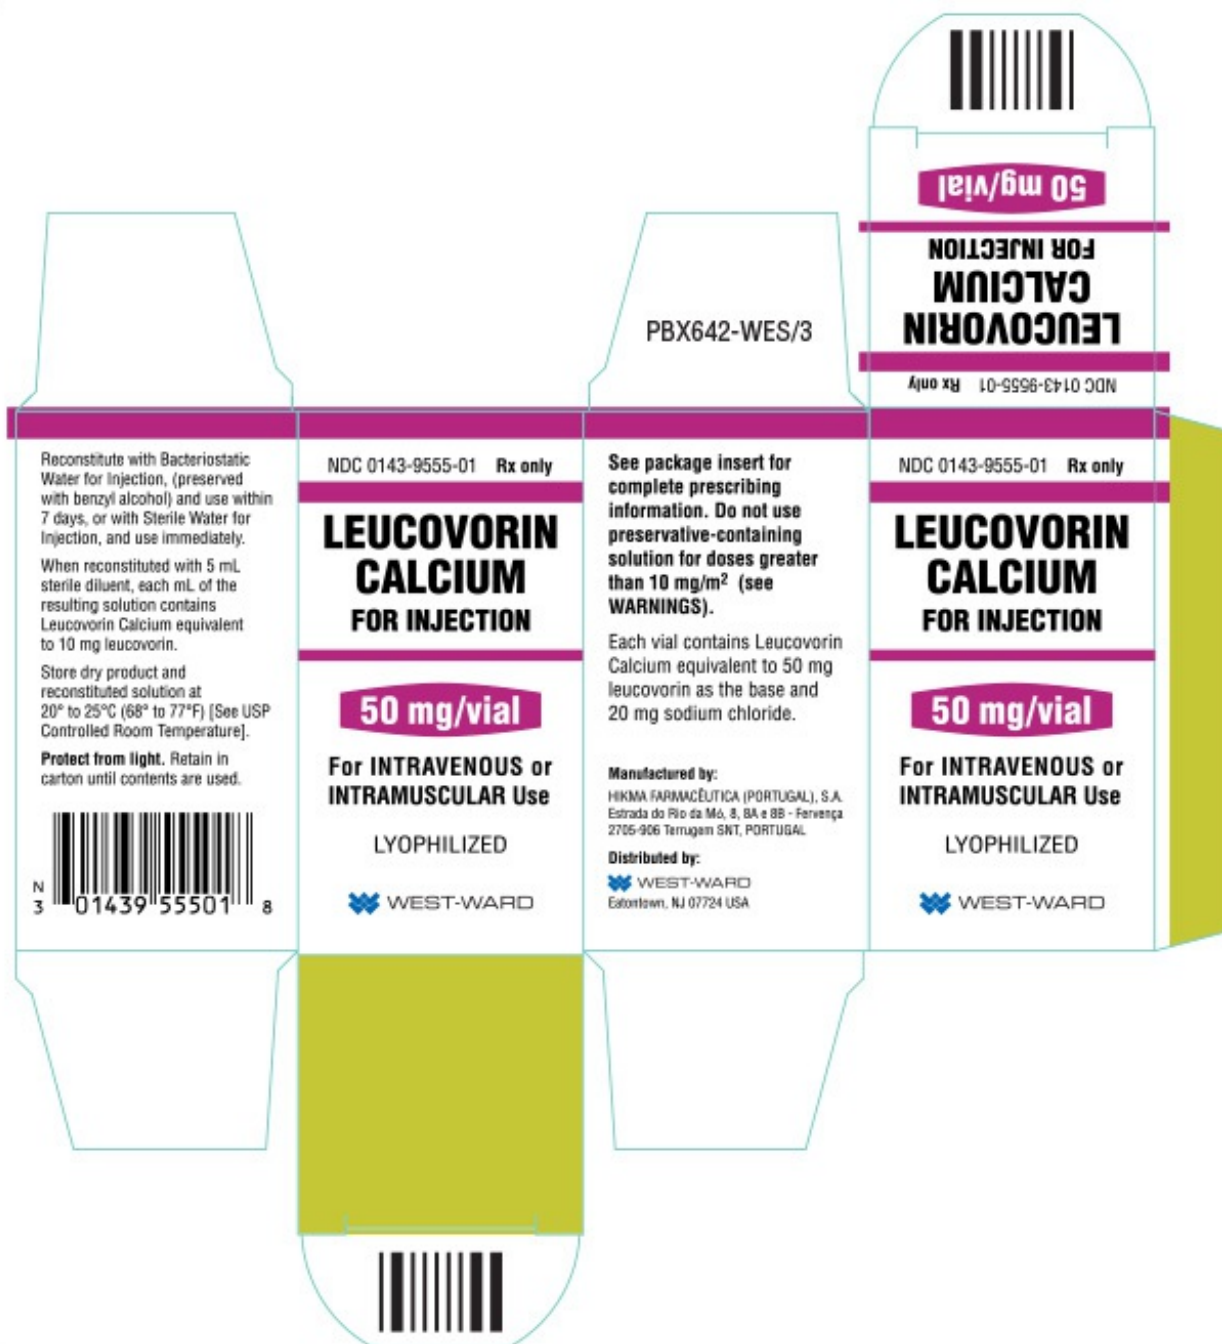 50 mg/vial
FOR INJECTION
CALCIUM
LEUCOVORIN
NDC 0143-9555-01 Rx only
PBX642-WES/3
Reconstitute with Bacteriostatic
Water for Injection, (preserved
with benzyl alcohol) and use within
7 days, or with Sterile Water for
Injection, and use immediately.
When reconstituted with 5 mL
sterile diluent, each mL of the
resulting solution contains
Leucovorin Calcium equivalent
to 10 mg leucovorin.
Store dry product and
reconstituted solution at
20° to 25°C (68° to 77°F) [See USP
Controlled Room Temperature].
Protect from light. Retain in
carton until contents are used.
N
3 01439 55501 8
NDC 0143-9555-01 Rx only
LEUCOVORIN
CALCIUM
FOR INJECTION
50 mg/vial
For INTRAVENOUS or
INTRAMUSCULAR Use
LYOPHILIZED
WEST-WARD
See package insert for
complete prescribing
information. Do not use
preservative-containing
solution for doses greater
than 10 mg/m² (see
WARNINGS).
Each vial contains Leucovorin
Calcium equivalent to 50 mg
leucovorin as the base and
20 mg sodium chloride.
Manufactured by:
HIKMA FARMACÊUTICA (PORTUGAL), S.A.
Estrada do Rio da Mó, 8, 8A e 8B - Fervença
2705-906 Terrugem SNT, PORTUGAL
Distributed by:
WEST-WARD
Eatontown, NJ 07724 USA
NDC 0143-9555-01 Rx only
LEUCOVORIN
CALCIUM
FOR INJECTION
50 mg/vial
For INTRAVENOUS or
INTRAMUSCULAR Use
LYOPHILIZED
WEST-WARD